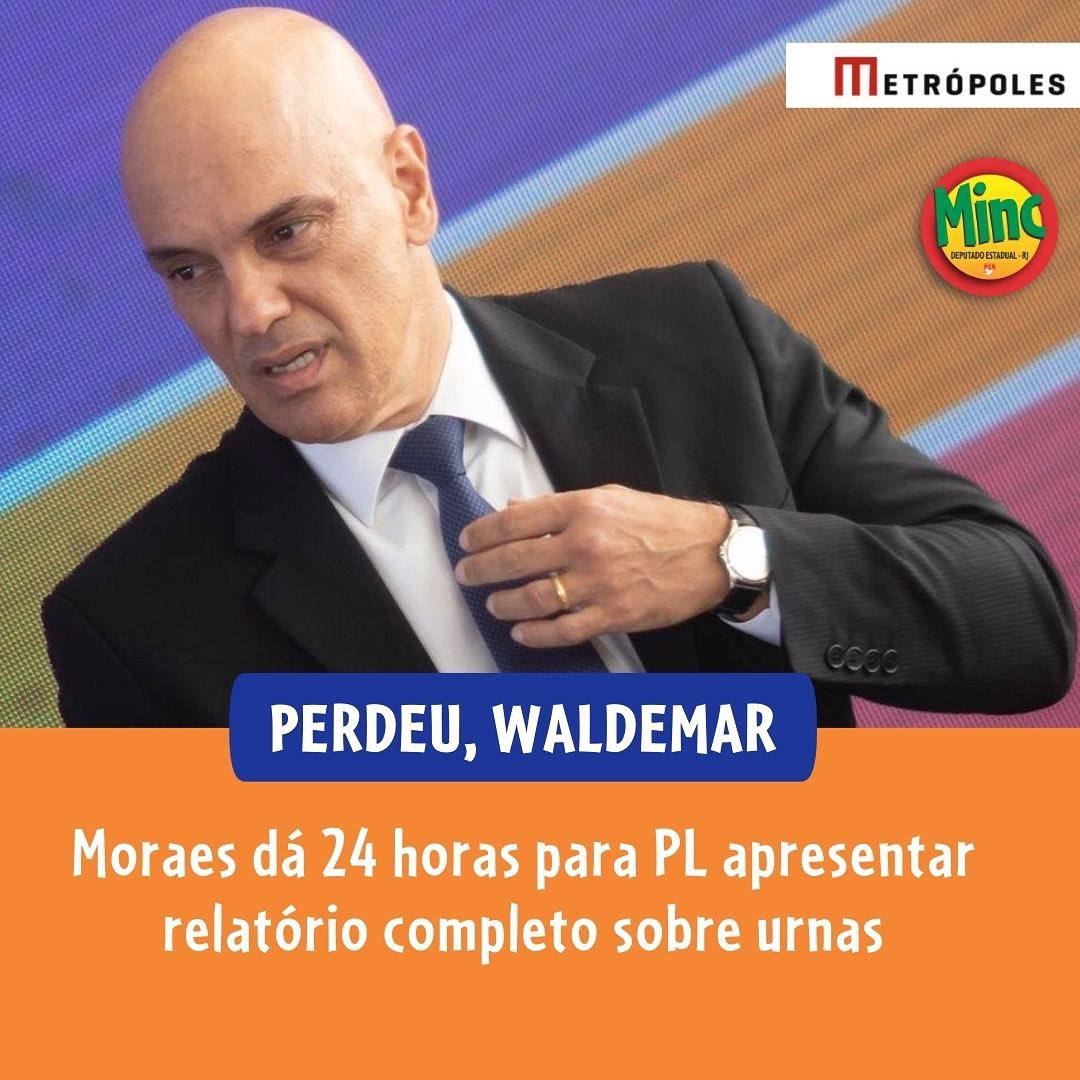 METRÓPOLES
Minc
DEPUTADO ESTADUAL - RJ
PERDEU, WALDEMAR
Moraes dá 24 horas para PL apresentar
relatório completo sobre urnas